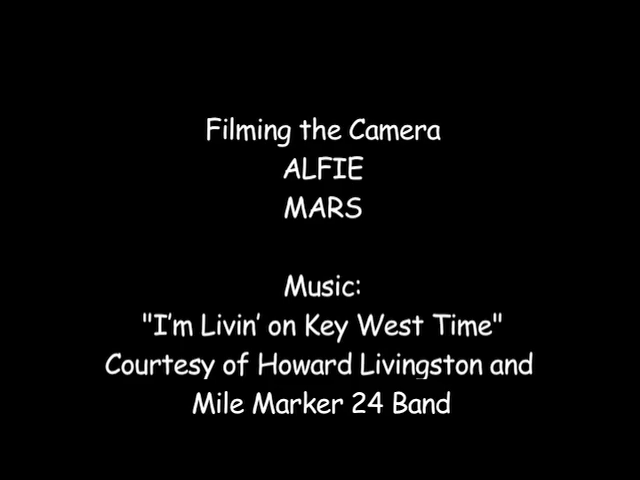 Filming the Camera
ALFIE
MARS
Music:
"I’m Livin’ on Key West Time"
Courtesy of Howard Livingston and
Mile Marker 24 Band